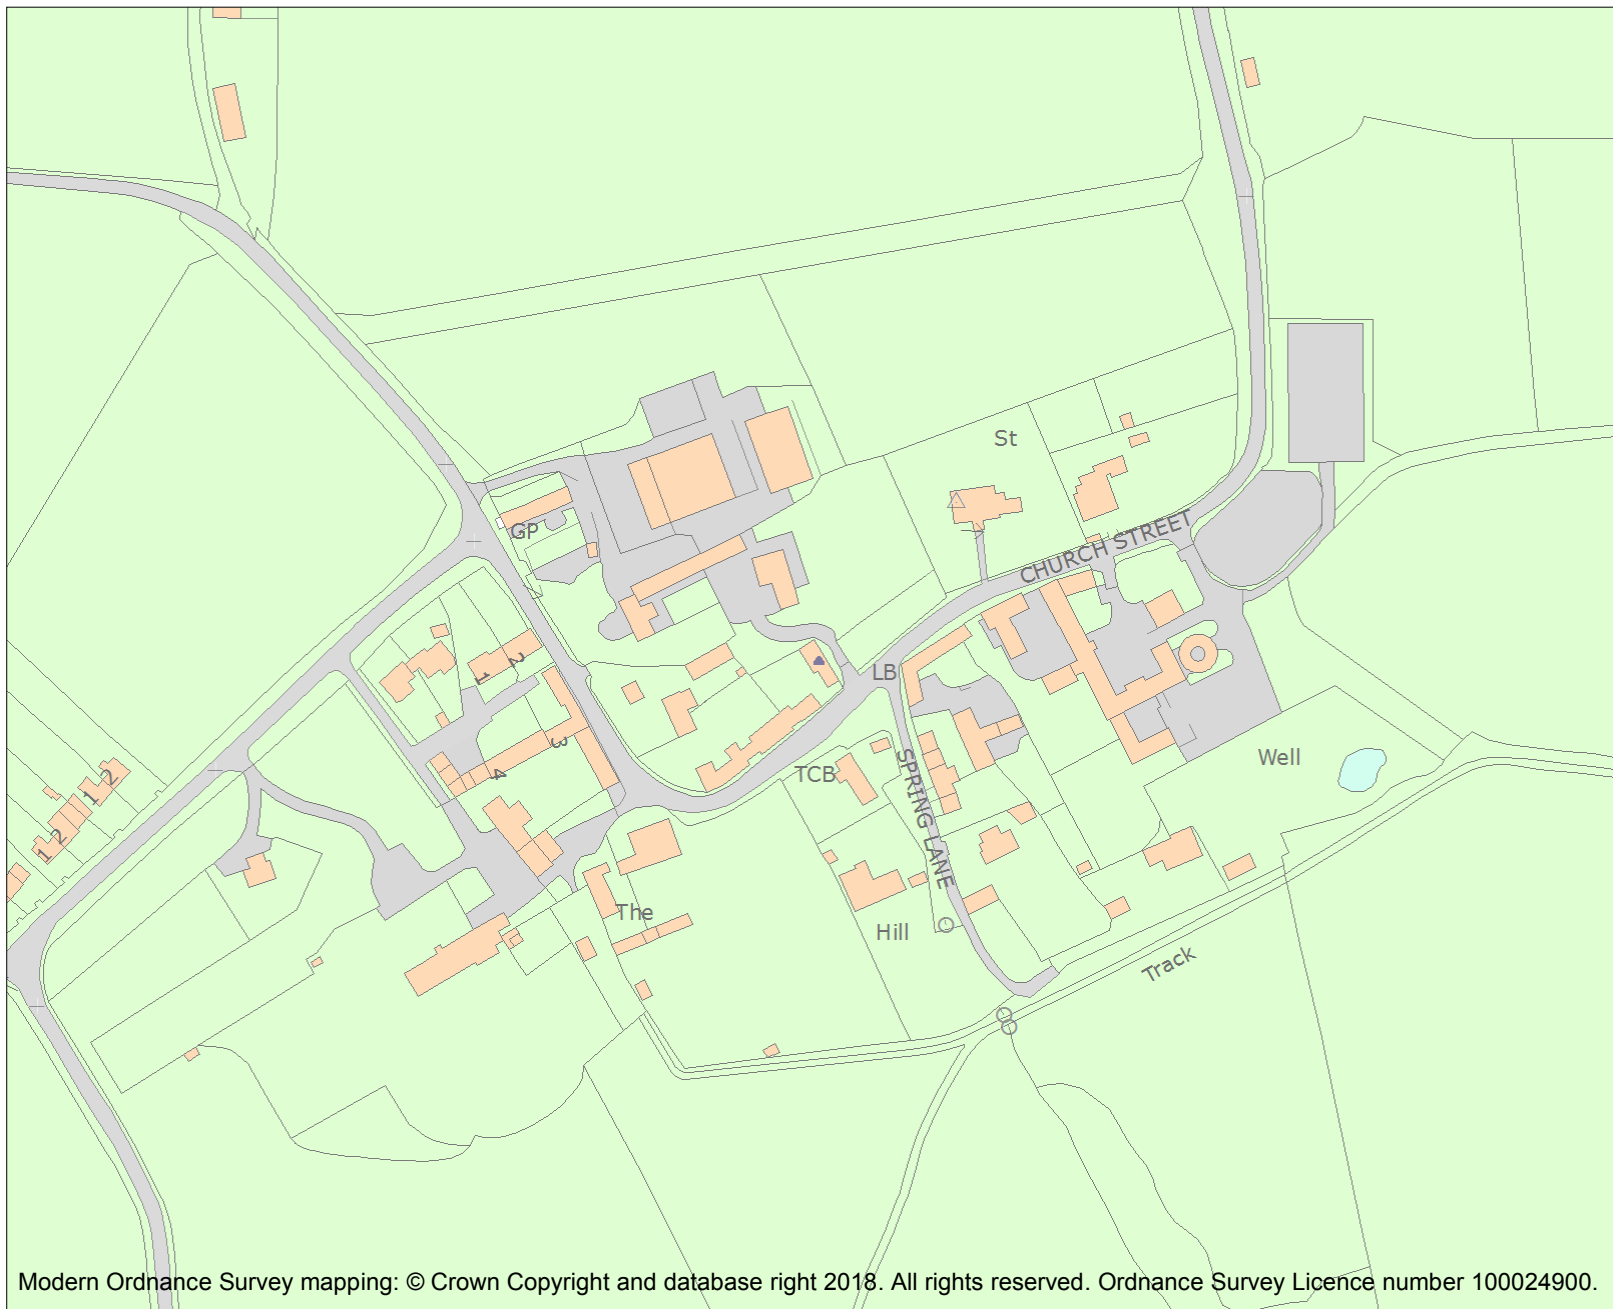 St
GP
CHURCH STREET
2
1
LB
3
4
TCB
SPRING LANE
Well
1 2
1 2
The
Hill
Track
Modern Ordnance Survey mapping: © Crown Copyright and database right 2018. All rights reserved. Ordnance Survey Licence number 100024900.